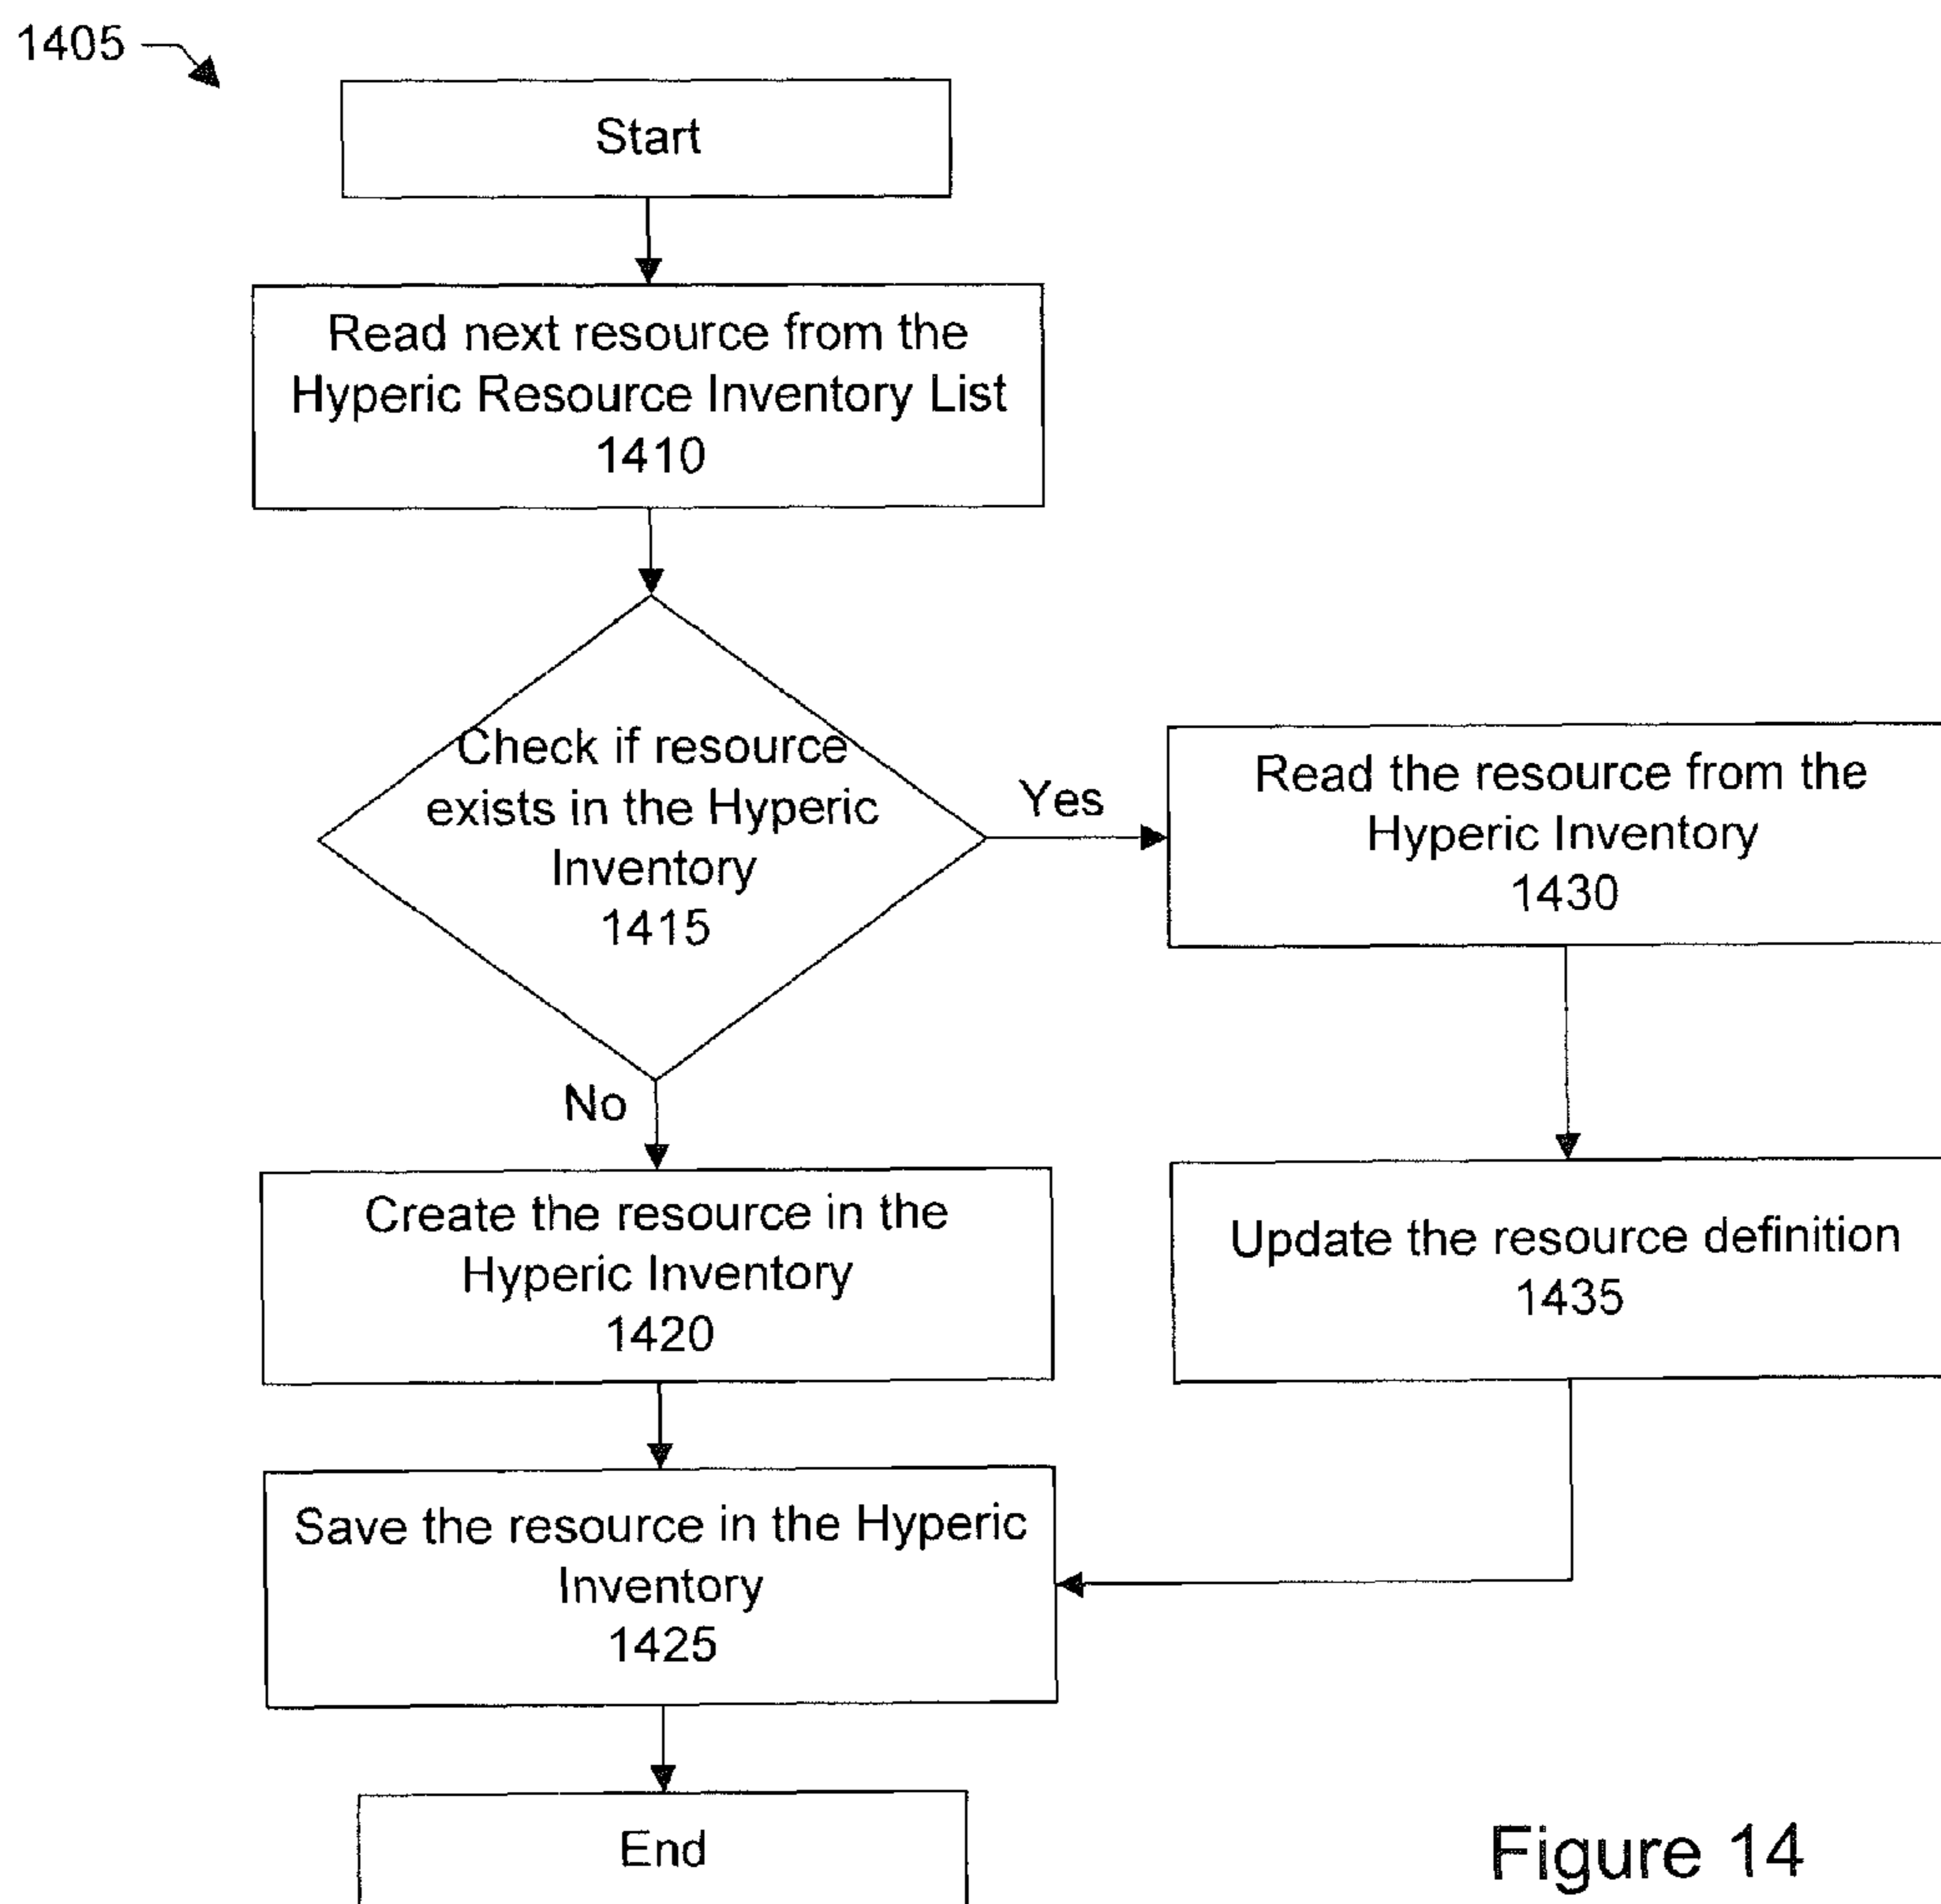 1405
Start
Read next resource from the
Hyperic Resource Inventory List
1410
Check if resource
exists in the Hyperic
Inventory
1415
Yes
Read the resource from the
Hyperic Inventory
1430
No
Create the resource in the
Hyperic Inventory
1420
Update the resource definition
1435
Save the resource in the Hyperic
Inventory
1425
End
Figure 14